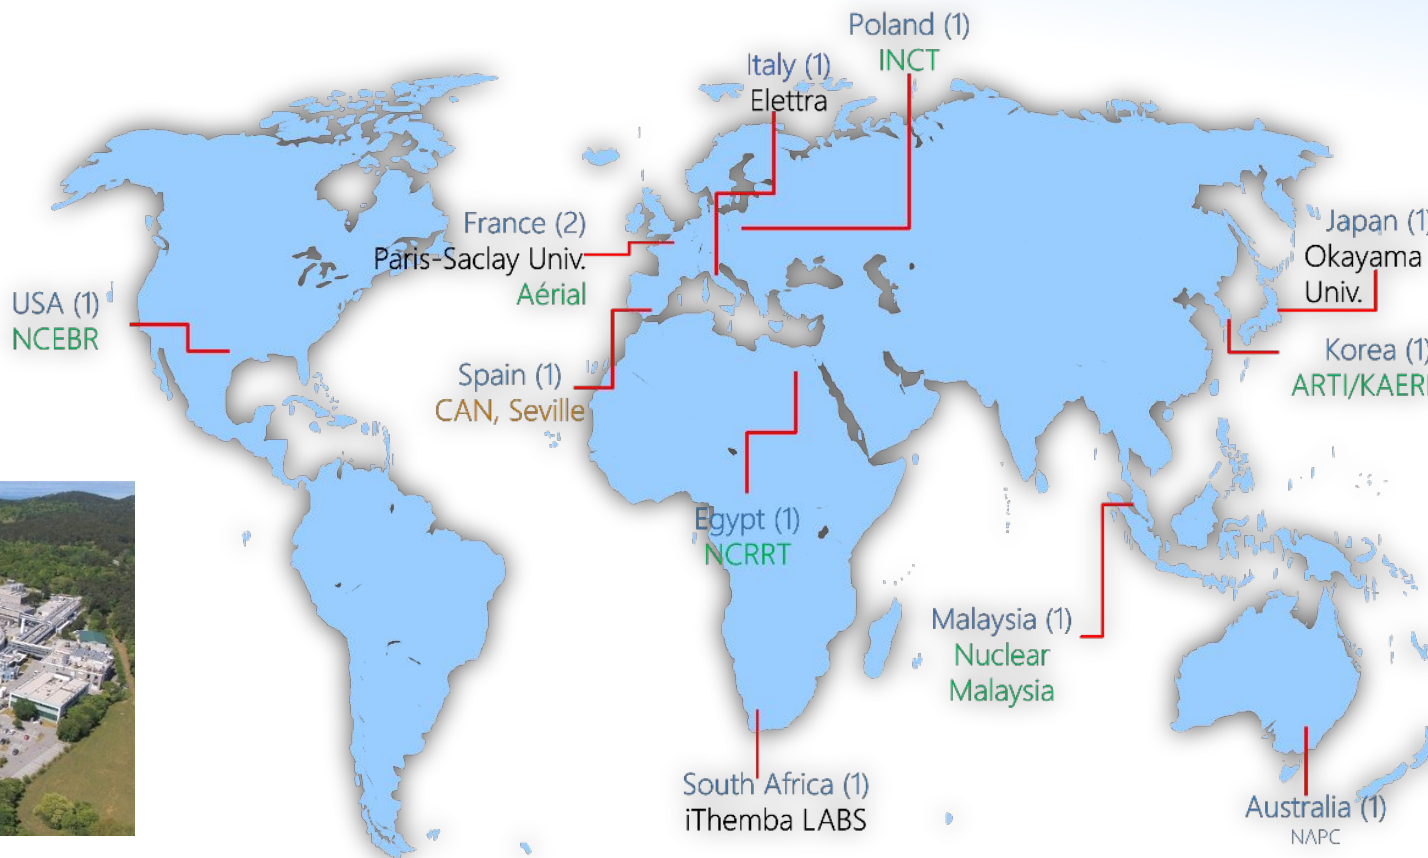 Poland (1)
INCT
Italy (1)
Elettra
France (2)
Paris-Saclay Univ.
Aérial
USA (1)
NCEBR
Spain (1)
CAN, Seville
Japan (1)
Okayama
Univ.
Korea (1)
ARTI/KAERI
Egypt (1)
NCRRT
Malaysia (1)
Nuclear
Malaysia
South Africa (1)
iThemba LABS
Australia (1)
NAPC